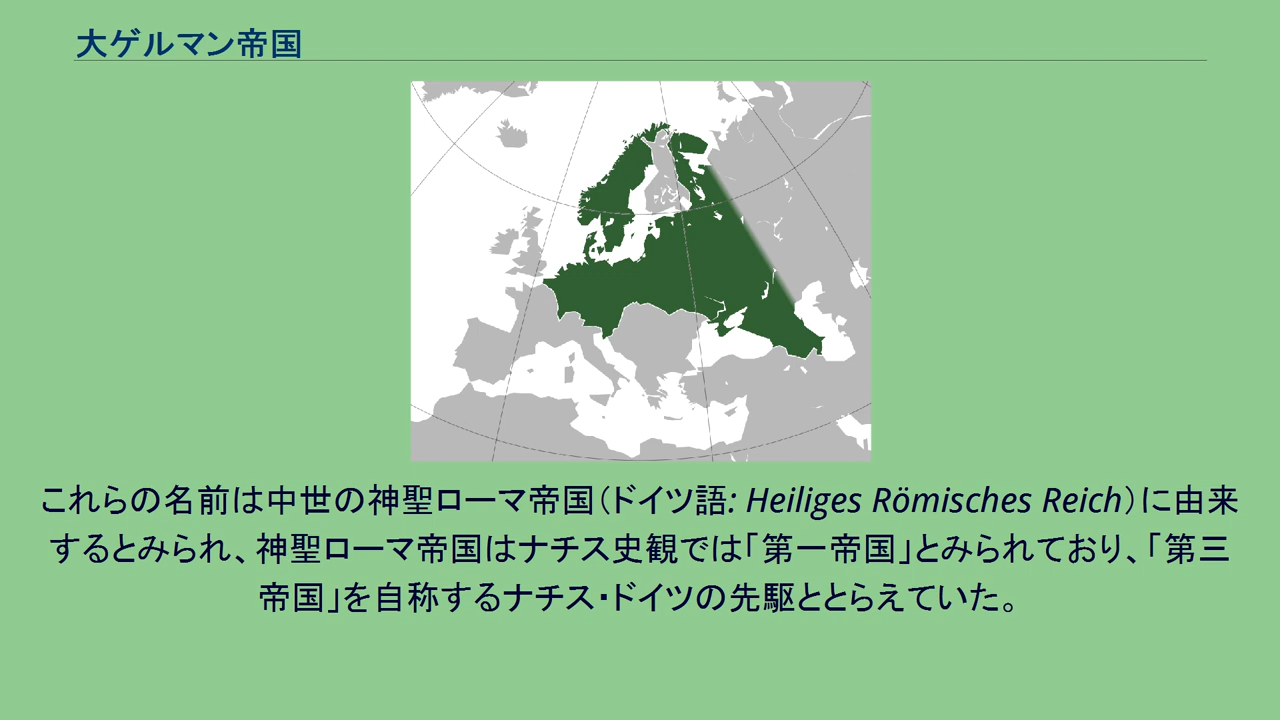 大ゲルマン帝国
これらの名前は中世の神聖ローマ帝国（ドイツ語: Heiliges Römisches Reich）に由来
するとみられ、神聖ローマ帝国はナチス史観では「第一帝国」とみられており、「第三
帝国」を自称するナチス・ドイツの先駆ととらえていた。